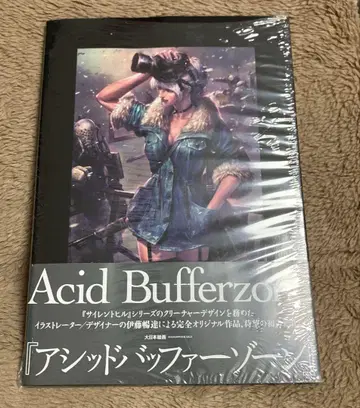 Acid Bufferzon
『サイレントヒル』シリーズのクリーチャーデザインを務めた
イラストレーター/デザイナーの伊藤暢達による完全オリジナル作品、待望の
大日本絵画
『アシッドバッファーゾーン